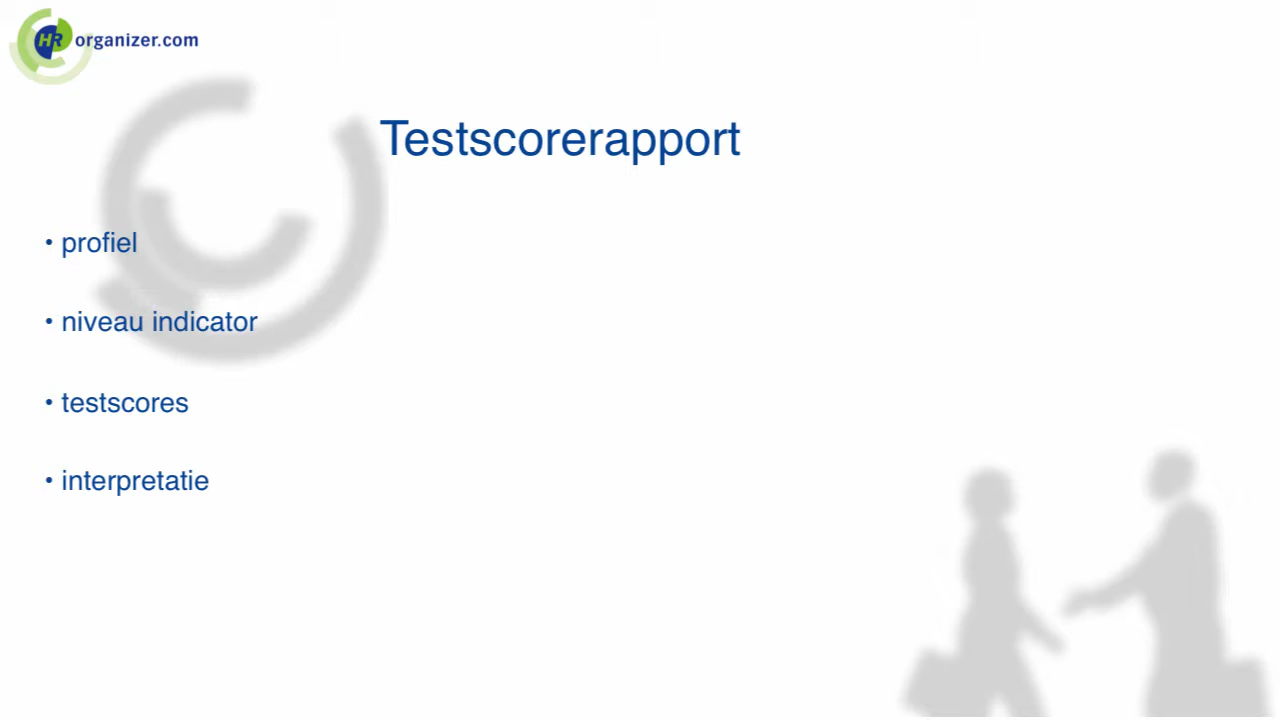 HR organizer.com
Testscorerapport
• profiel
• niveau indicator
• testscores
• interpretatie